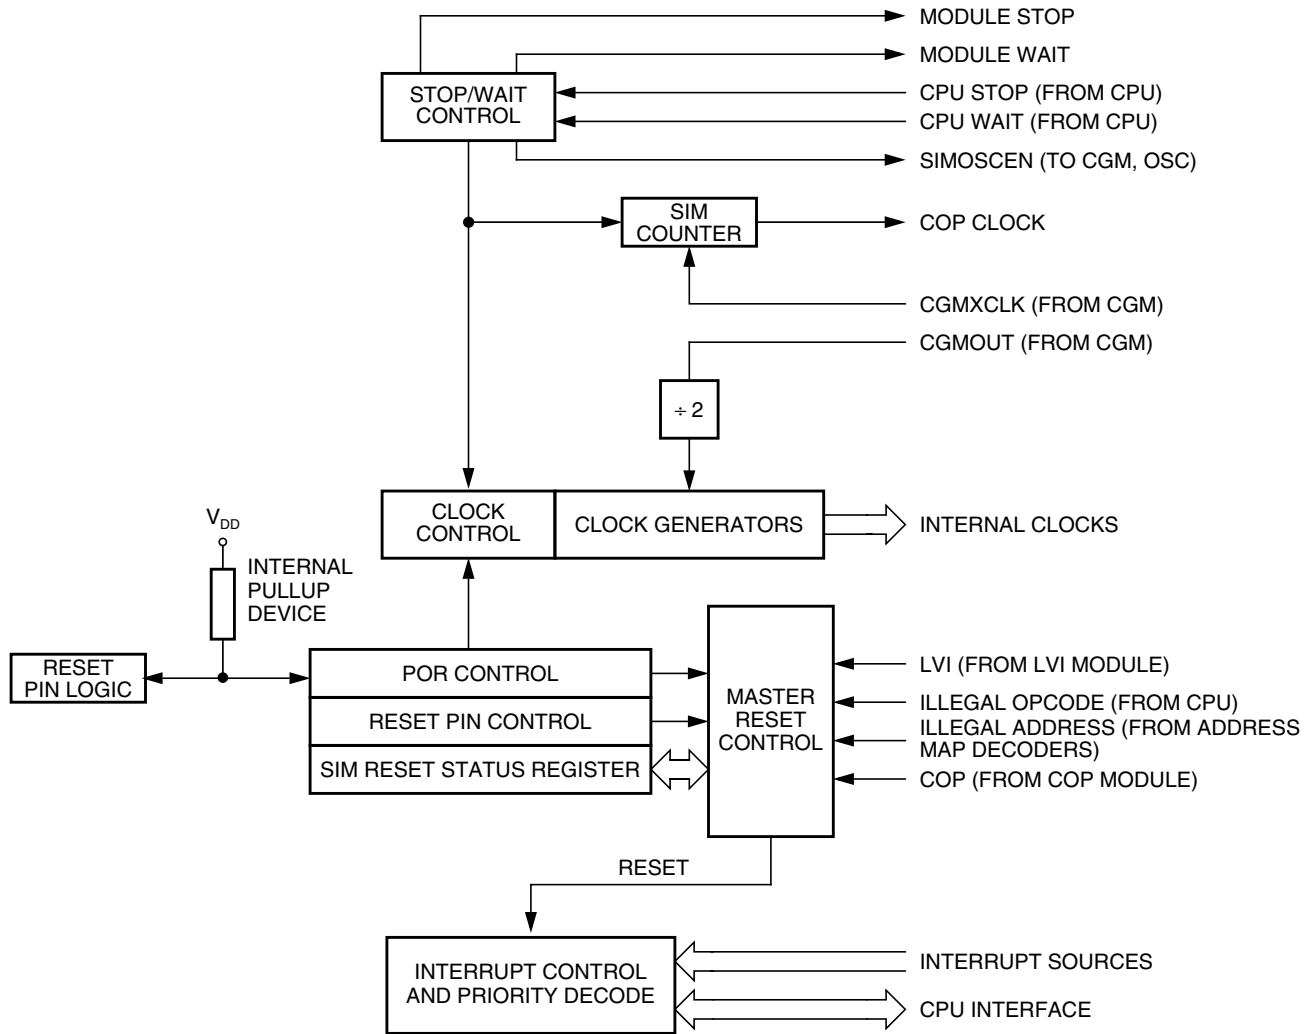 MODULE STOP
MODULE WAIT
STOP/WAIT
CONTROL
CPU STOP (FROM CPU)
CPU WAIT (FROM CPU)
SIMOSCEN (TO CGM, OSC)
SIM
COUNTER
COP CLOCK
CGMXCLK (FROM CGM)
CGMOUT (FROM CGM)
÷ 2
CLOCK
CONTROL
CLOCK GENERATORS
INTERNAL CLOCKS
VDD
INTERNAL
PULLUP
DEVICE
RESET
PIN LOGIC
POR CONTROL
RESET PIN CONTROL
SIM RESET STATUS REGISTER
MASTER
RESET
CONTROL
LVI (FROM LVI MODULE)
ILLEGAL OPCODE (FROM CPU)
ILLEGAL ADDRESS (FROM ADDRESS
MAP DECODERS)
COP (FROM COP MODULE)
RESET
INTERRUPT CONTROL
AND PRIORITY DECODE
INTERRUPT SOURCES
CPU INTERFACE